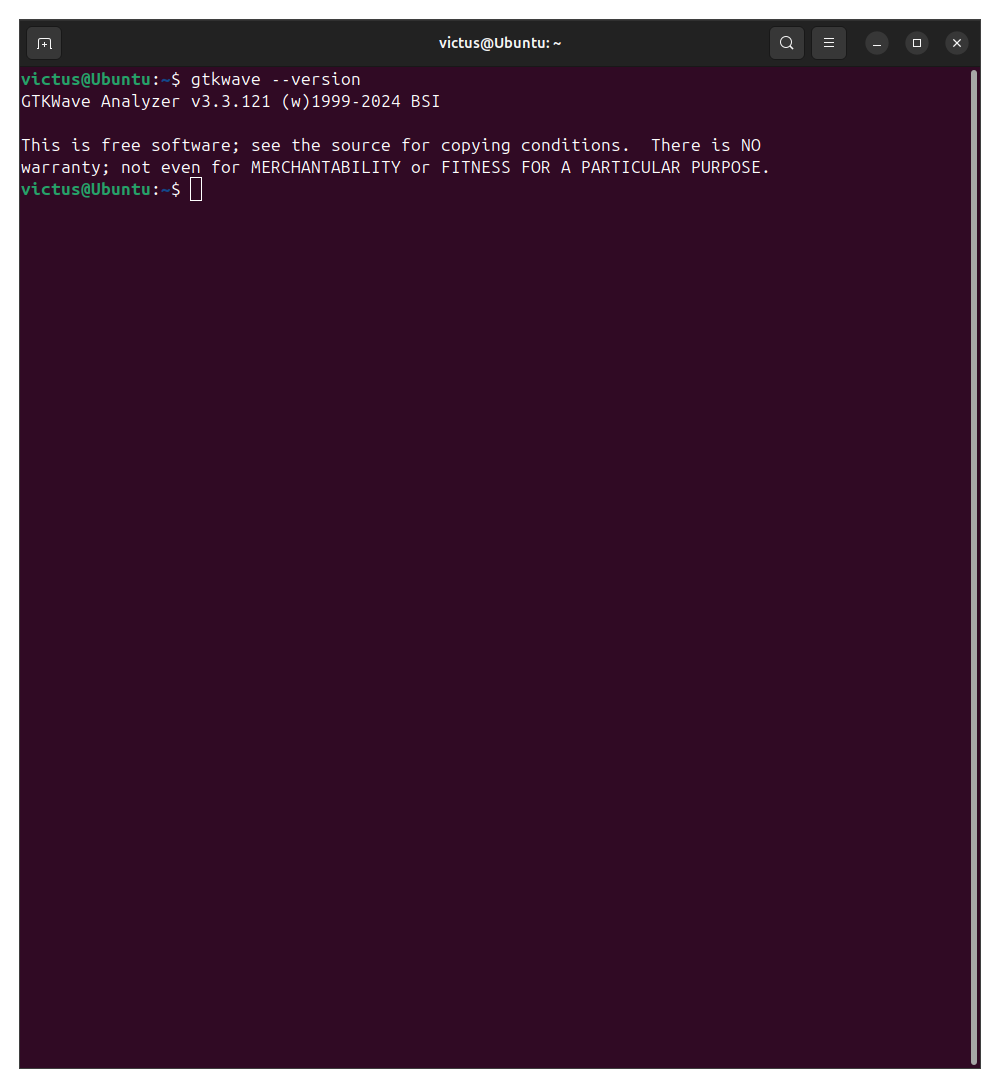 victus@Ubuntu: ~
victus@Ubuntu:~$ gtkwave --version
GTKWave Analyzer v3.3.121 (w)1999-2024 BSI

This is free software; see the source for copying conditions.  There is NO
warranty; not even for MERCHANTABILITY or FITNESS FOR A PARTICULAR PURPOSE.
victus@Ubuntu:~$